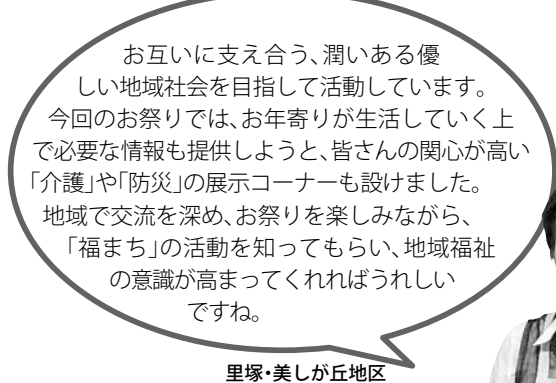 お互いに支え合う、潤いある優
しい地域社会を目指して活動しています。
今回のお祭りでは、お年寄りが生活していく上
で必要な情報も提供しようと、皆さんの関心が高い
「介護」や「防災」の展示コーナーも設けました。
地域で交流を深め、お祭りを楽しみながら、
「福まち」の活動を知ってもらい、地域福祉
の意識が高まってくれればうれしい
ですね。
里塚・美しが丘地区